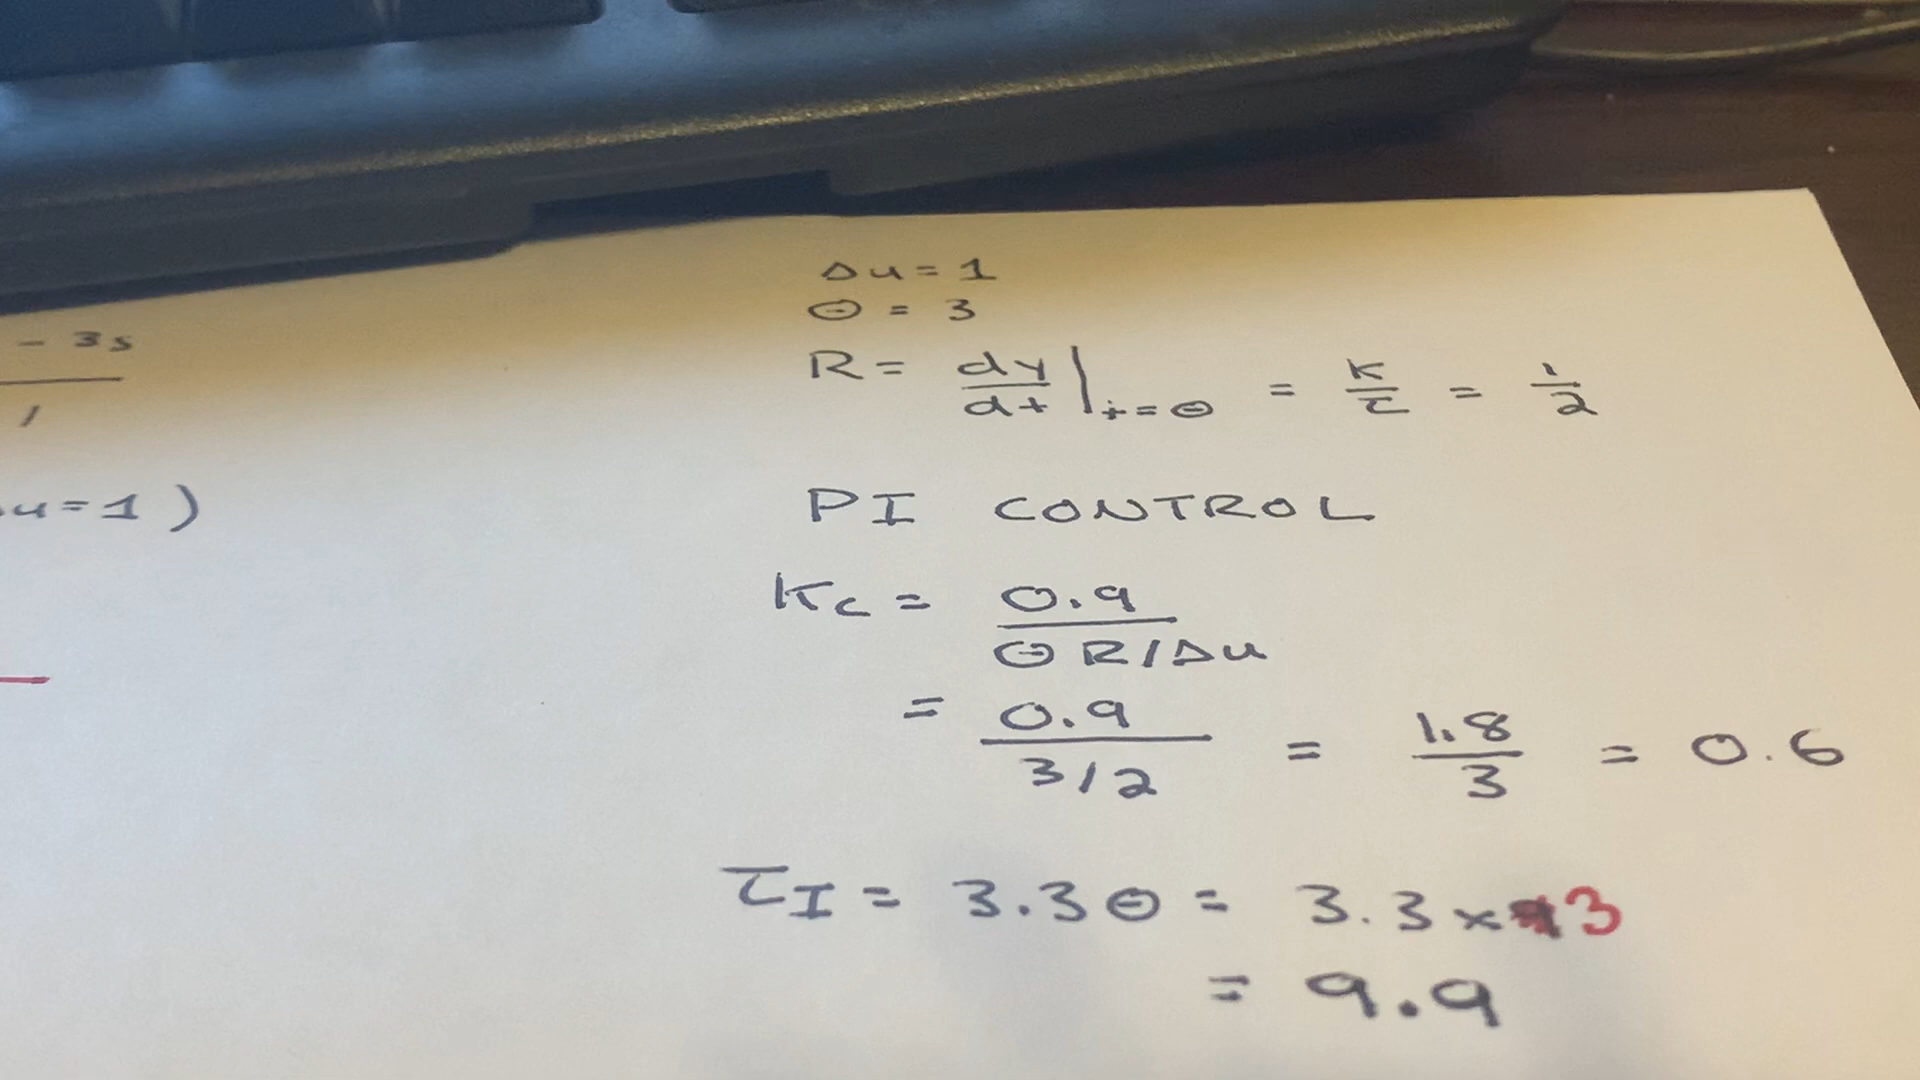 Δu = 1
Θ = 3
- 3s
R = dy/dt |t=Θ = K/τ = 1/2
1
u=1 )
PI CONTROL
Kc = 0.9 / Θ R/Δu
= 0.9 / 3/2 = 1.8/3 = 0.6
τI = 3.3Θ = 3.3 × 3
= 9.9